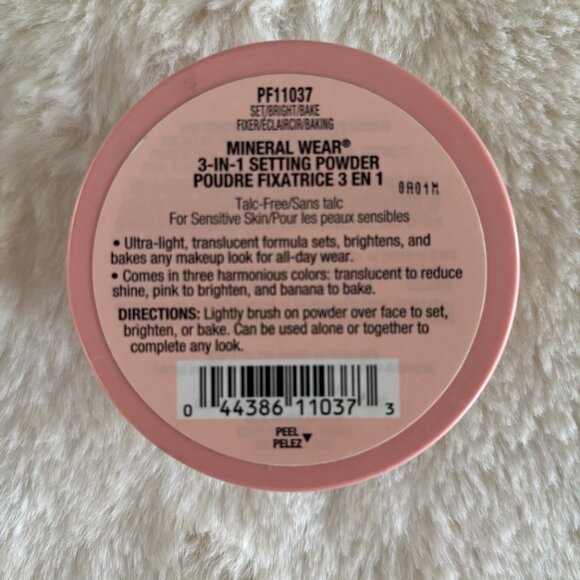 PF11037
SET/BRIGHT/BAKE
FIXER/ÉCLAIRCIR/BAKING
MINERAL WEAR®
3-IN-1 SETTING POWDER
POUDRE FIXATRICE 3 EN 1
0A01M
Talc-Free/Sans talc
For Sensitive Skin/Pour les peaux sensibles
• Ultra-light, translucent formula sets, brightens, and
bakes any makeup look for all-day wear.
• Comes in three harmonious colors: translucent to reduce
shine, pink to brighten, and banana to bake.
DIRECTIONS: Lightly brush on powder over face to set,
brighten, or bake. Can be used alone or together to
complete any look.
0 44386 11037 3
PEEL
PELEZ